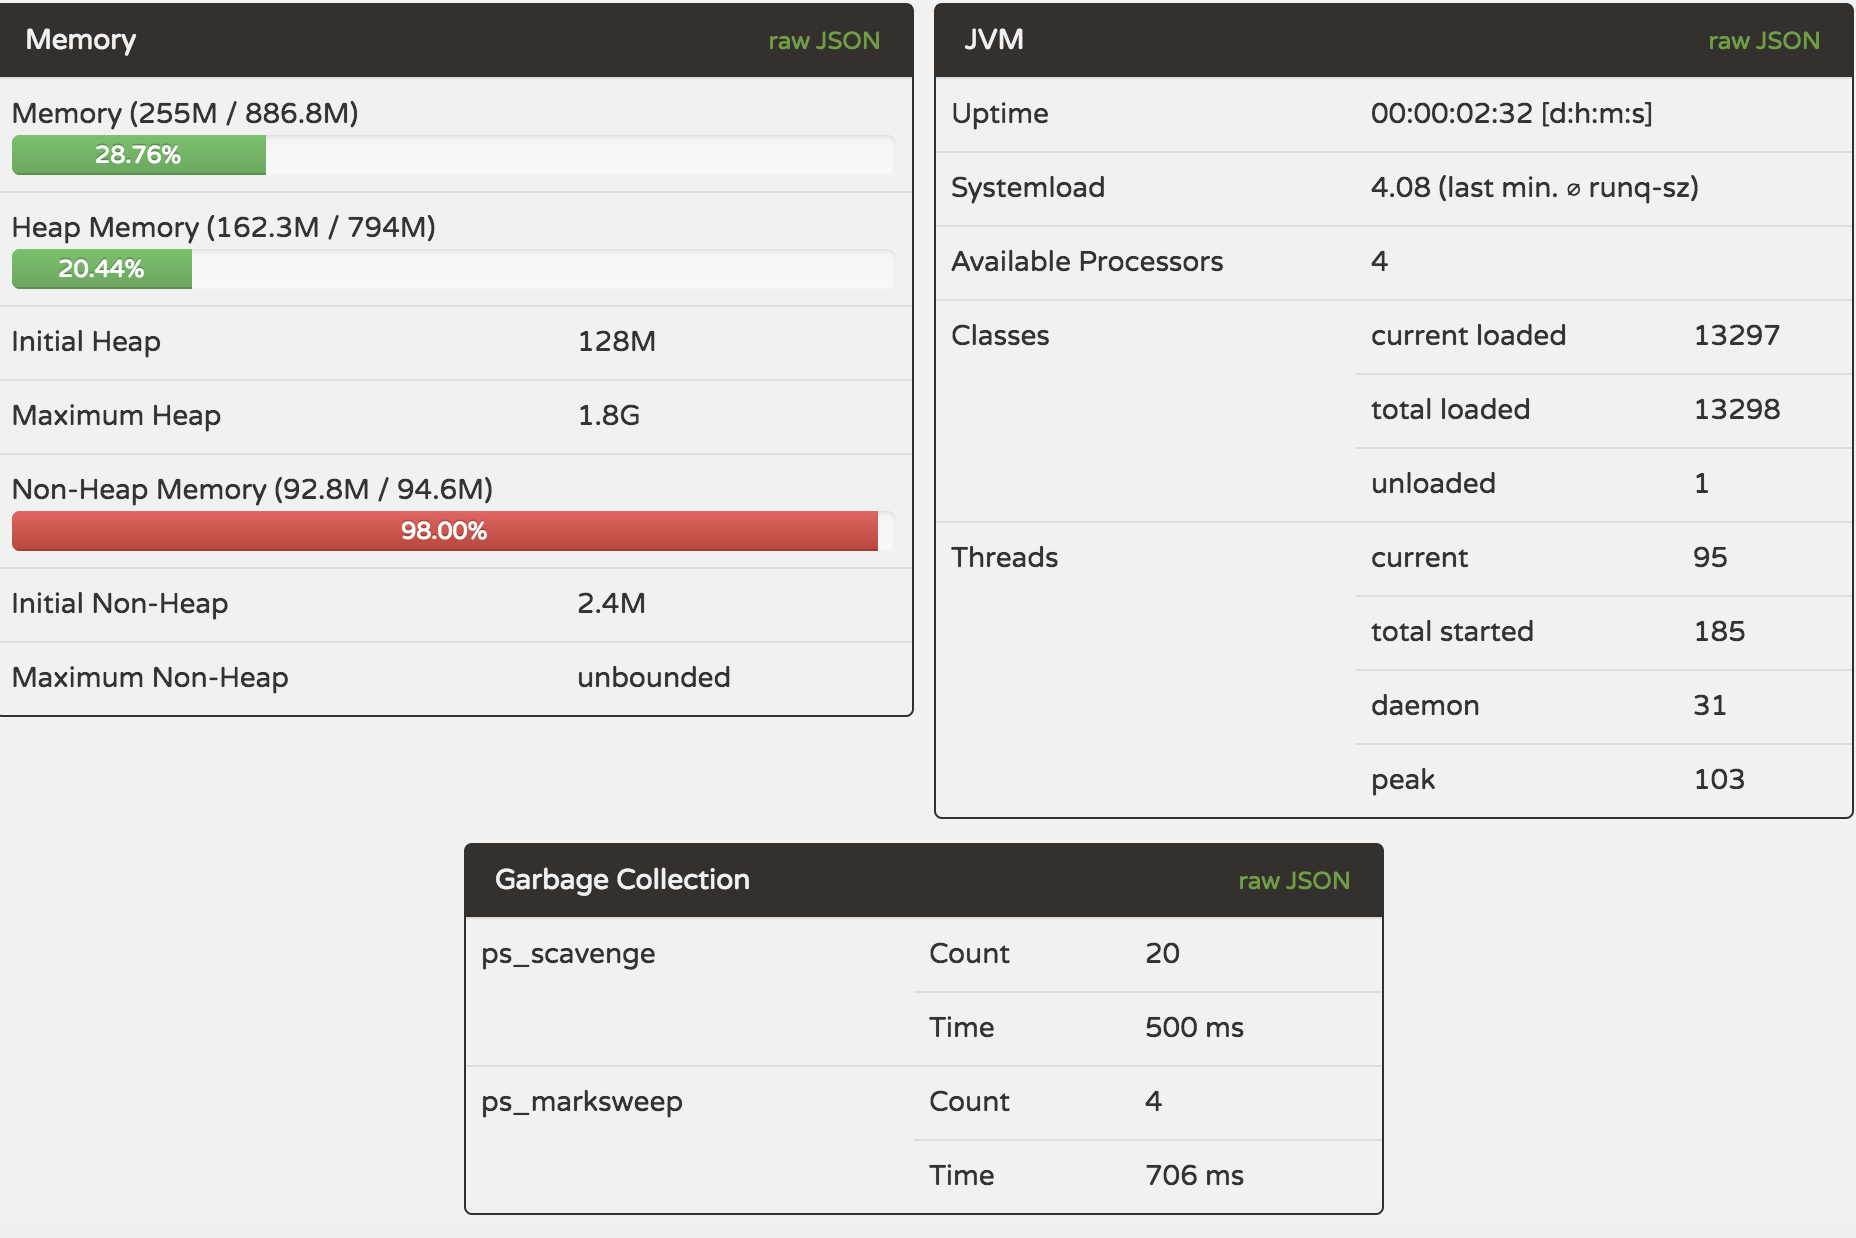 Memory raw JSON
Memory (255M / 886.8M)
28.76%
Heap Memory (162.3M / 794M)
20.44%
Initial Heap 128M
Maximum Heap 1.8G
Non-Heap Memory (92.8M / 94.6M)
98.00%
Initial Non-Heap 2.4M
Maximum Non-Heap unbounded
JVM raw JSON
Uptime 00:00:02:32 [d:h:m:s]
Systemload 4.08 (last min. ⌀ runq-sz)
Available Processors 4
Classes current loaded 13297
total loaded 13298
unloaded 1
Threads current 95
total started 185
daemon 31
peak 103
Garbage Collection raw JSON
ps_scavenge Count 20
Time 500 ms
ps_marksweep Count 4
Time 706 ms